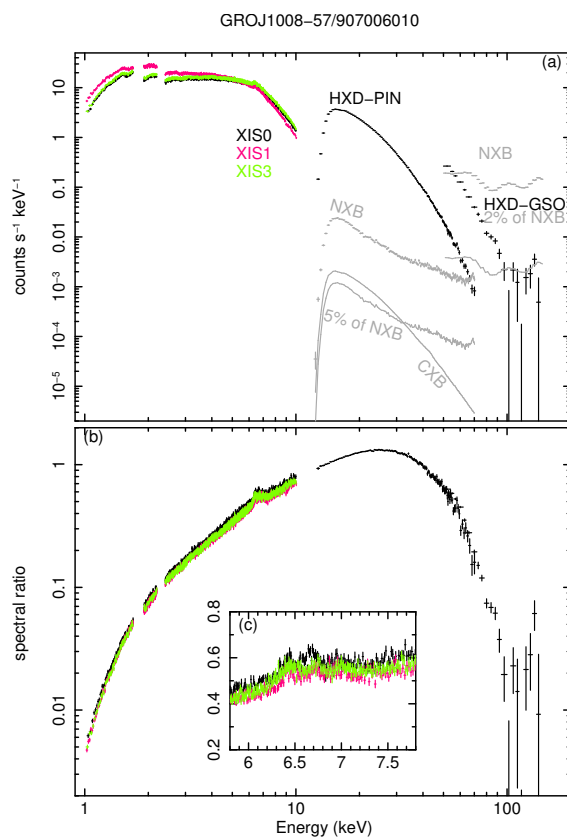 GROJ1008−57/907006010
(a)
10
1
0.1
0.01
10−3
10−4
10−5
counts s−1 keV−1
XIS0
XIS1
XIS3
HXD−PIN
NXB
HXD−GSO
2% of NXB
NXB
5% of NXB
CXB
(b)
1
0.1
0.01
spectral ratio
(c)
0.8
0.6
0.4
0.2
6
6.5
7
7.5
1
10
100
Energy (keV)